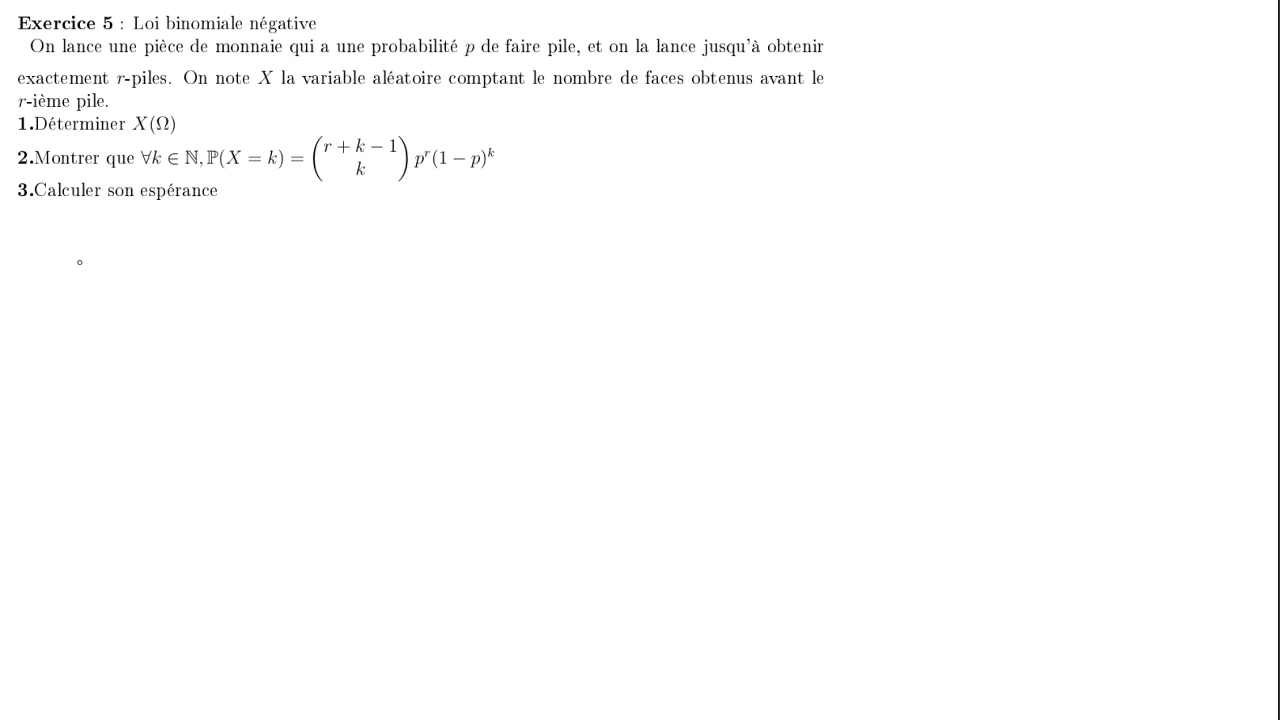 Exercice 5 : Loi binomiale négative
On lance une pièce de monnaie qui a une probabilité p de faire pile, et on la lance jusqu'à obtenir
exactement r-piles. On note X la variable aléatoire comptant le nombre de faces obtenus avant le
r-ième pile.
1.Déterminer X(Ω)
2.Montrer que ∀k ∈ ℕ, ℙ(X = k) = \binom{r + k − 1}{k} p^r(1 − p)^k
3.Calculer son espérance